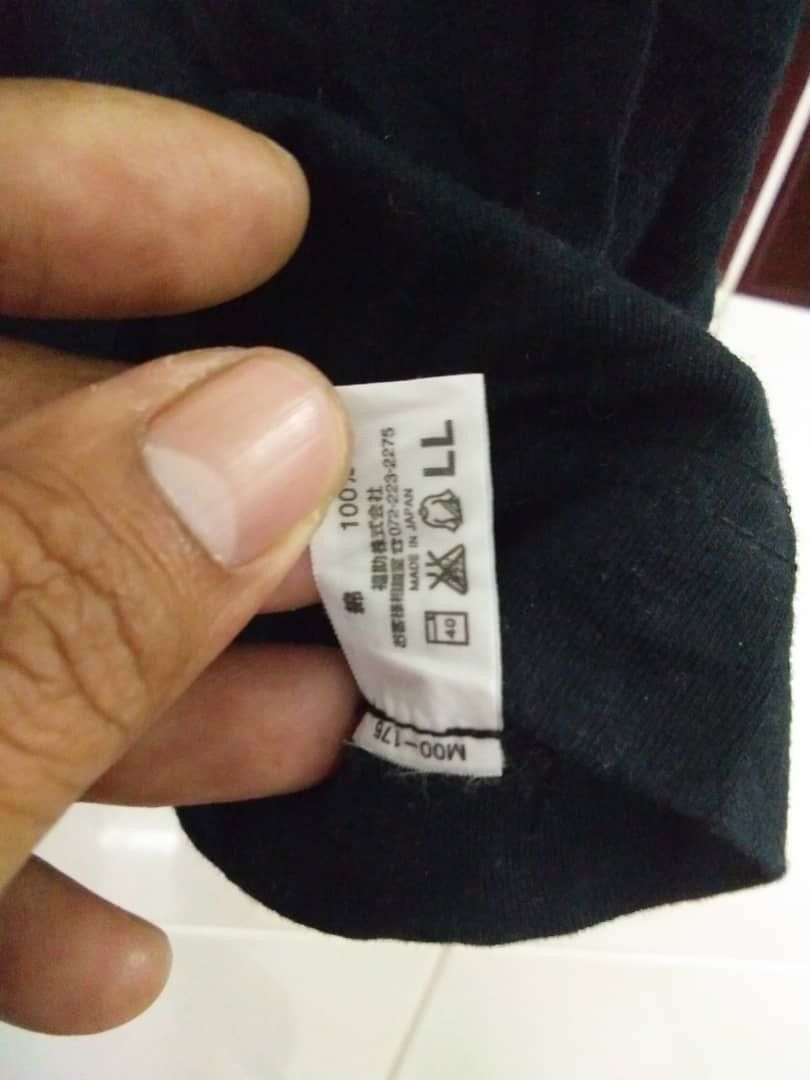 綿 100%
福助株式会社
お客様相談室☎072-223-2275
MADE IN JAPAN
40
LL
M00-176